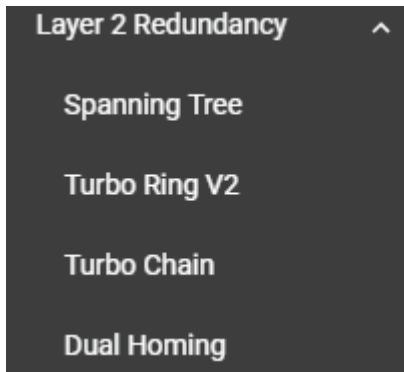 Layer 2 Redundancy
Spanning Tree
Turbo Ring V2
Turbo Chain
Dual Homing